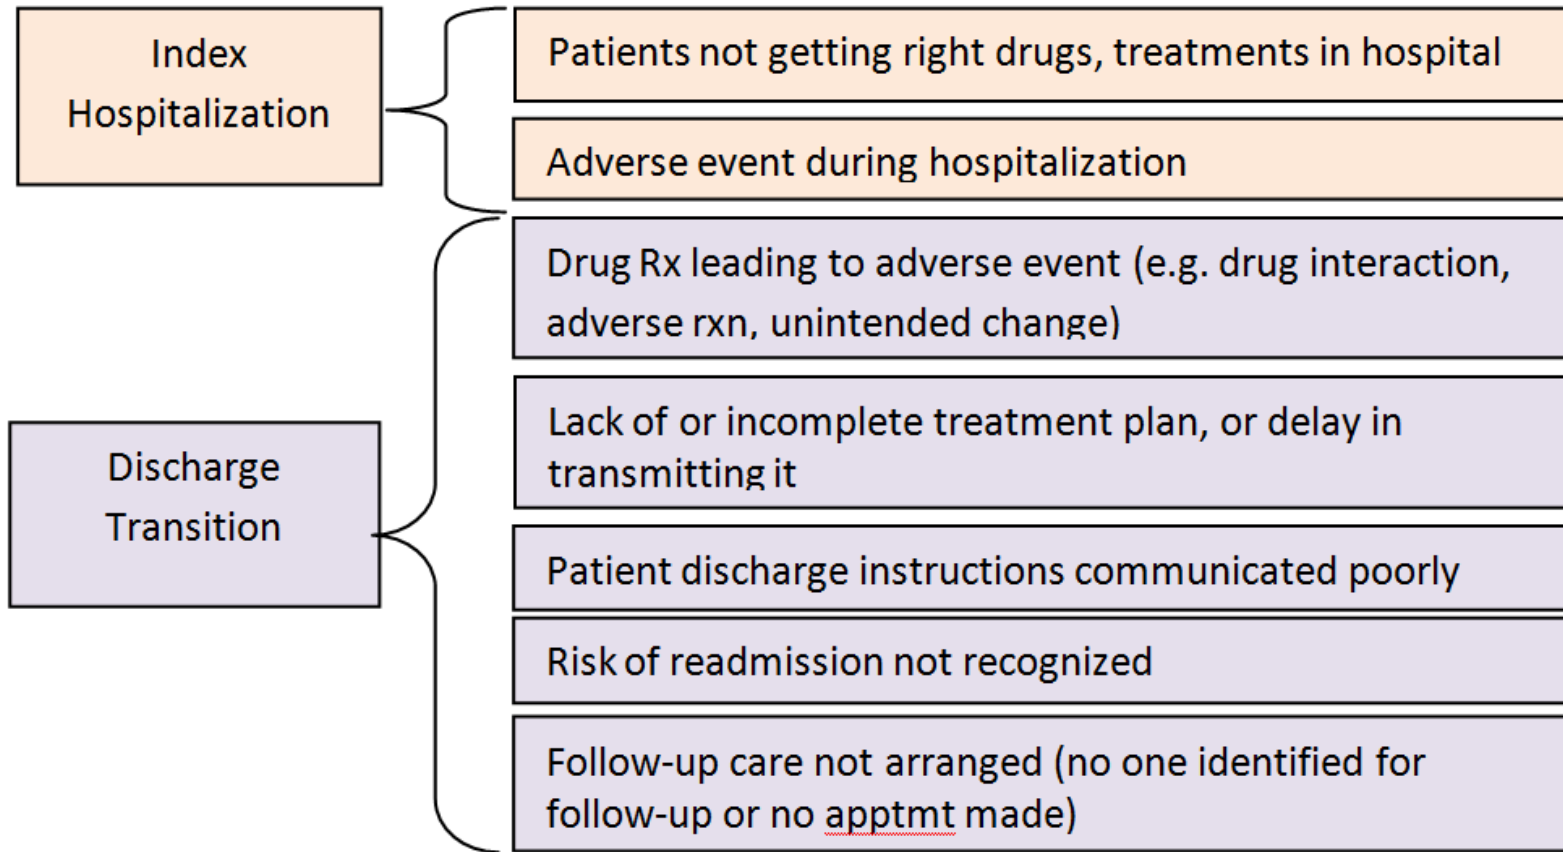 Index
Hospitalization
Patients not getting right drugs, treatments in hospital
Adverse event during hospitalization
Discharge
Transition
Drug Rx leading to adverse event (e.g. drug interaction,
adverse rxn, unintended change)
Lack of or incomplete treatment plan, or delay in
transmitting it
Patient discharge instructions communicated poorly
Risk of readmission not recognized
Follow-up care not arranged (no one identified for
follow-up or no apptmt made)